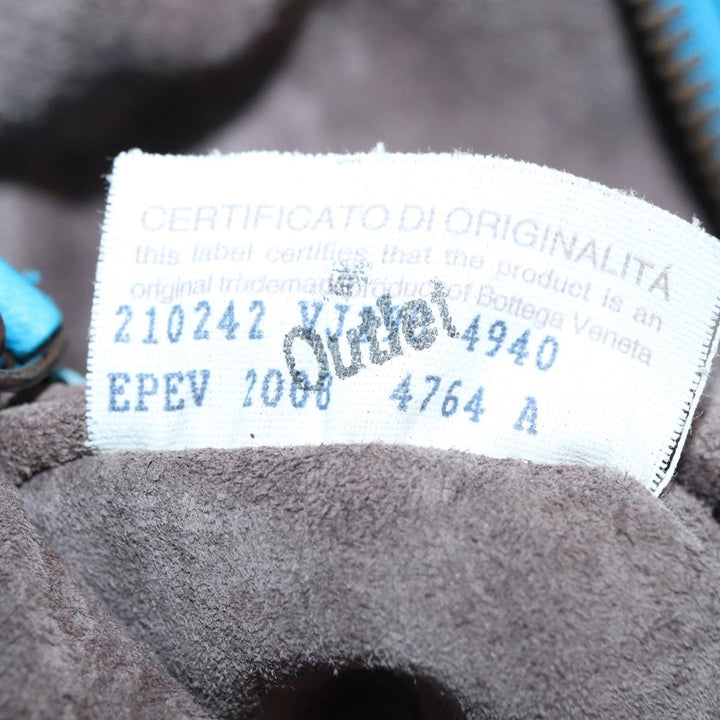 CERTIFICATO DI ORIGINALITÁ
this label certifies that the product is an
original trademark product of Bottega Veneta
210242 4940
EPEV 4764 A
Outlet